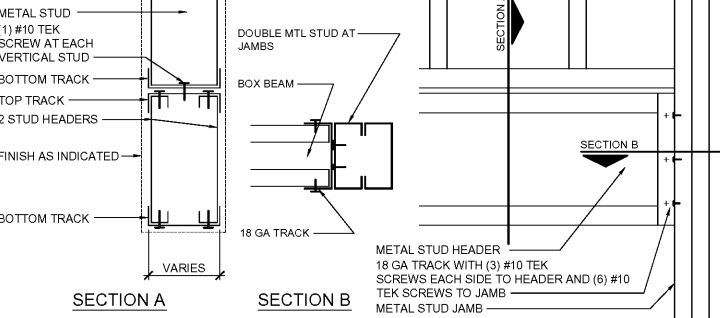 METAL STUD
(1) #10 TEK
SCREW AT EACH
VERTICAL STUD
BOTTOM TRACK
TOP TRACK
2 STUD HEADERS
FINISH AS INDICATED
BOTTOM TRACK
VARIES
SECTION A
DOUBLE MTL STUD AT
JAMBS
BOX BEAM
18 GA TRACK
SECTION B
SECTION
SECTION B
METAL STUD HEADER
18 GA TRACK WITH (3) #10 TEK
SCREWS EACH SIDE TO HEADER AND (6) #10
TEK SCREWS TO JAMB
METAL STUD JAMB